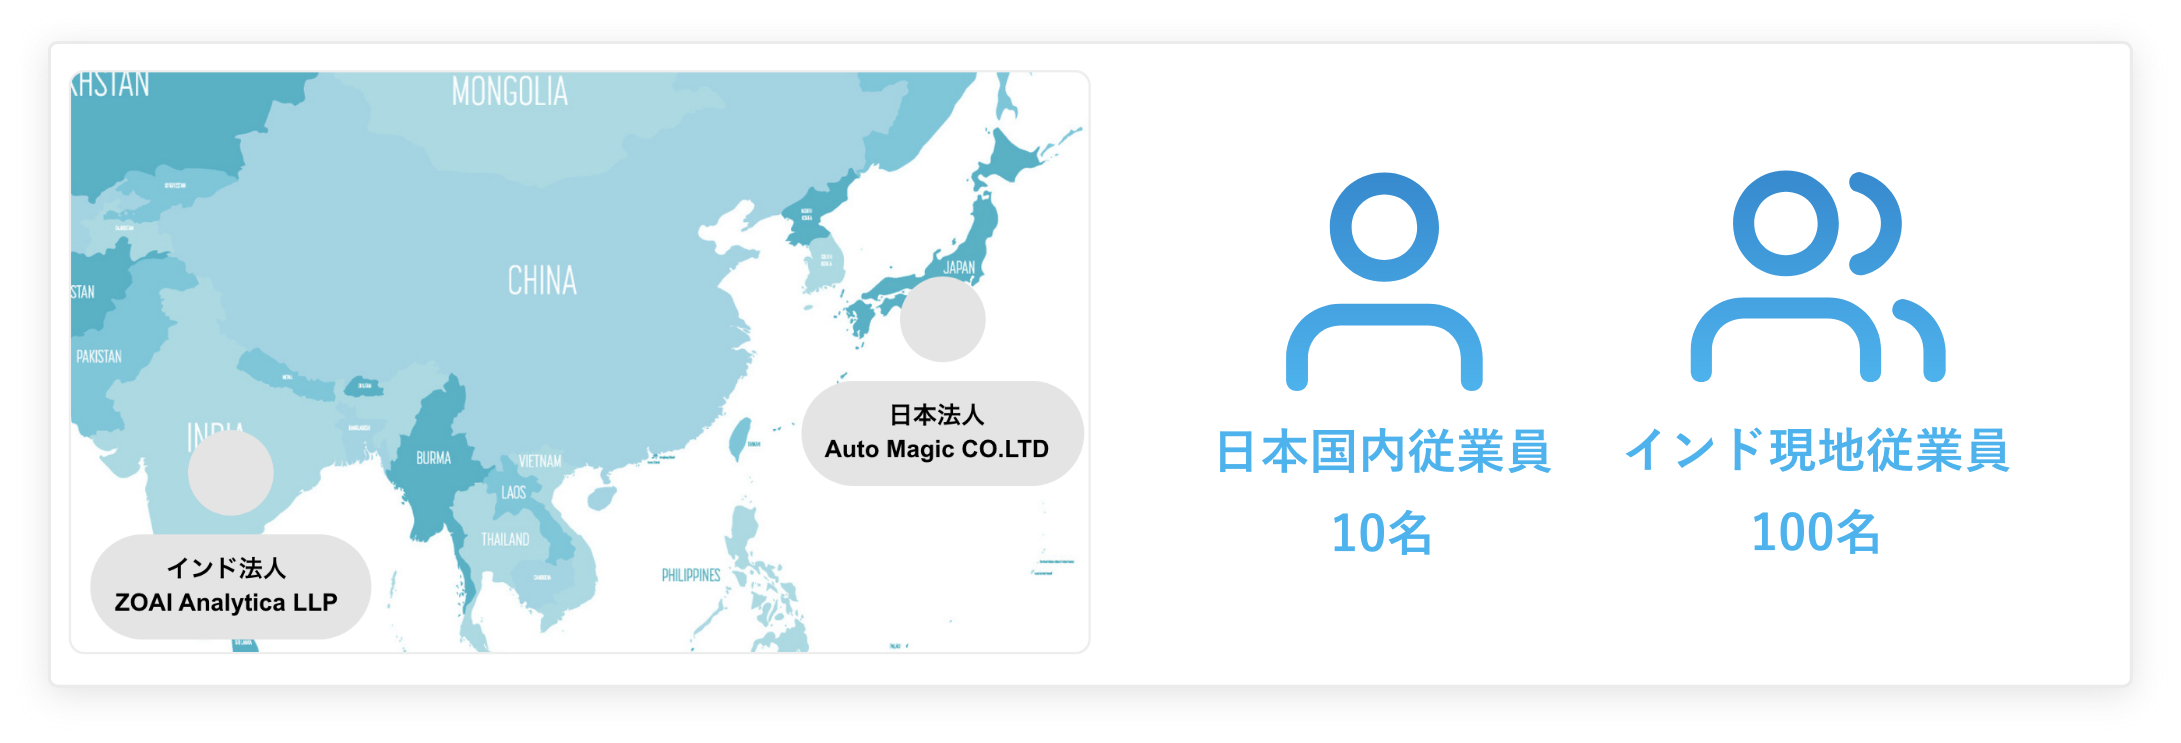 KHSTAN
MONGOLIA
CHINA
JAPAN
STAN
PAKISTAN
INDIA
BURMA
VIETNAM
LAOS
THAILAND
PHILIPPINES
日本法人
Auto Magic CO.LTD
インド法人
ZOAI Analytica LLP
日本国内従業員
10名
インド現地従業員
100名